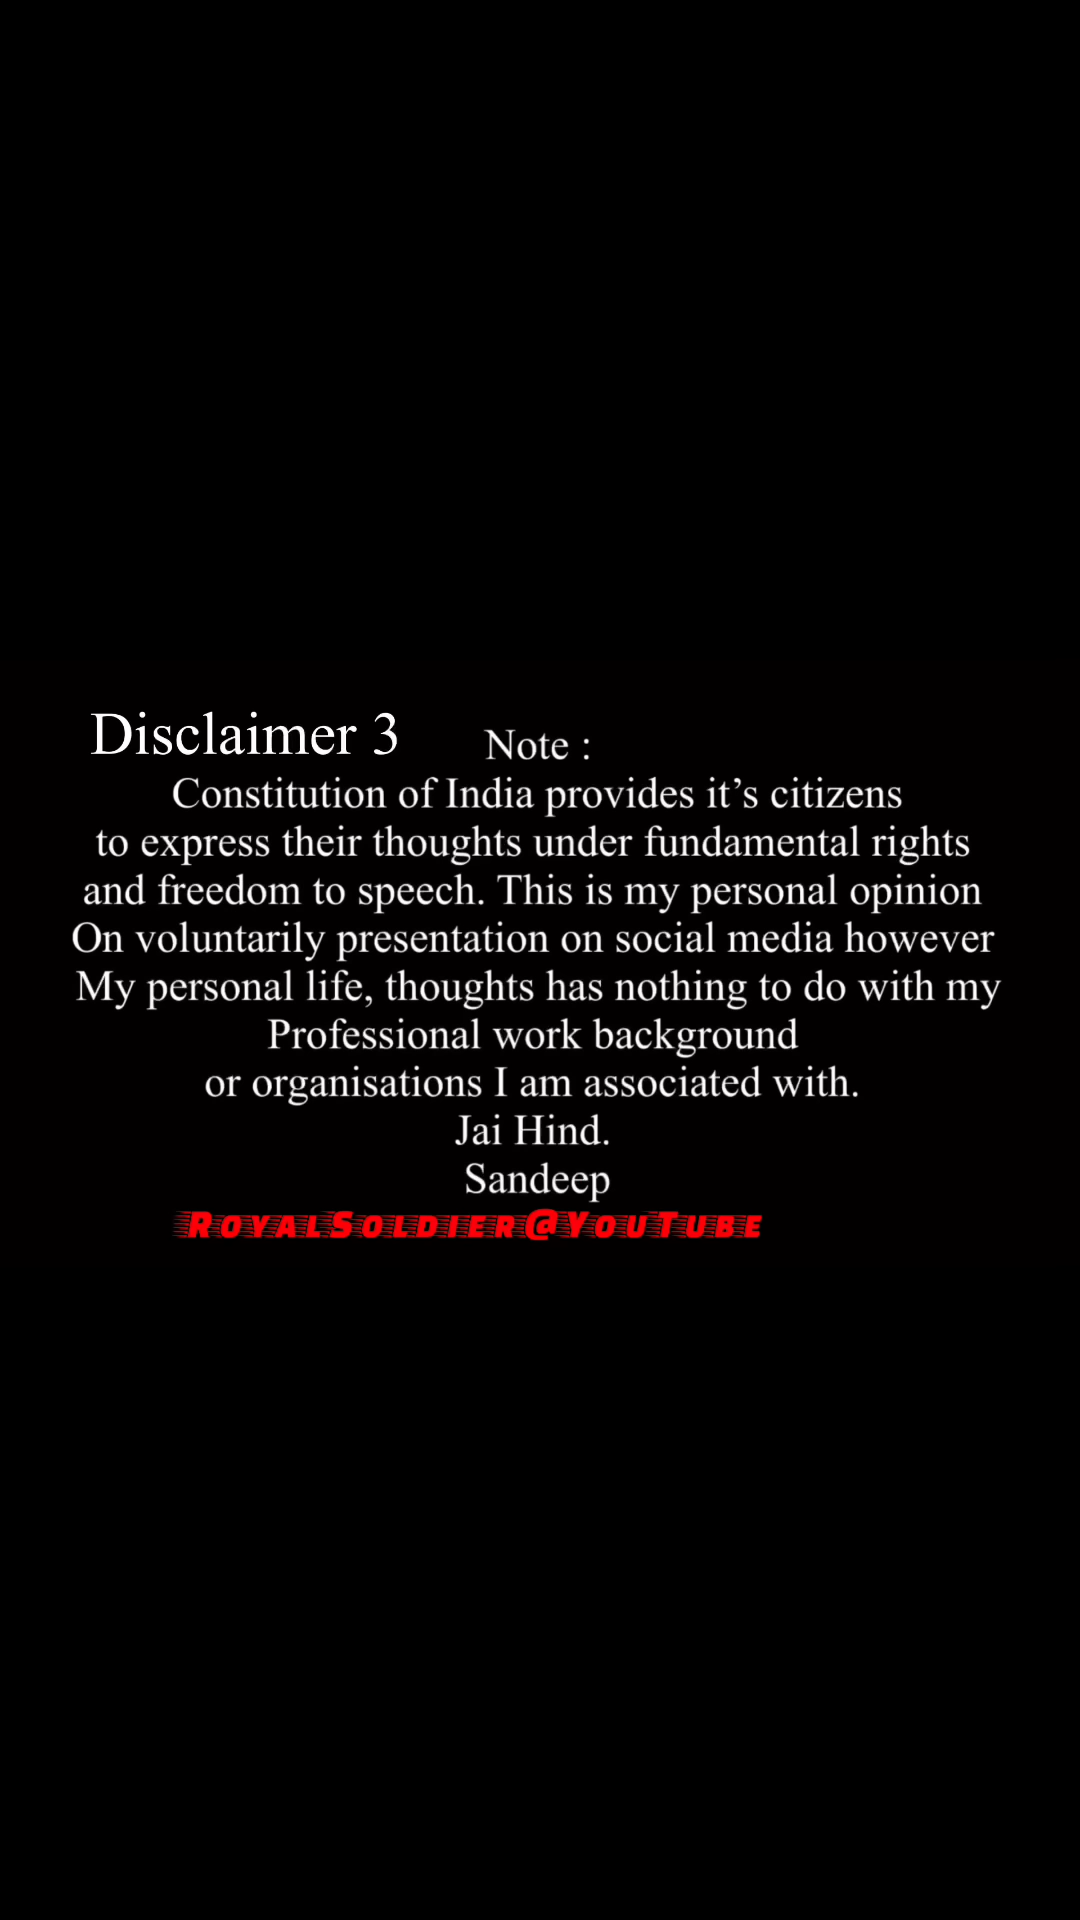 Disclaimer 3
Note :
Constitution of India provides it’s citizens
to express their thoughts under fundamental rights
and freedom to speech. This is my personal opinion
On voluntarily presentation on social media however
My personal life, thoughts has nothing to do with my
Professional work background
or organisations I am associated with.
Jai Hind.
Sandeep
RoyalSoldier@YouTube